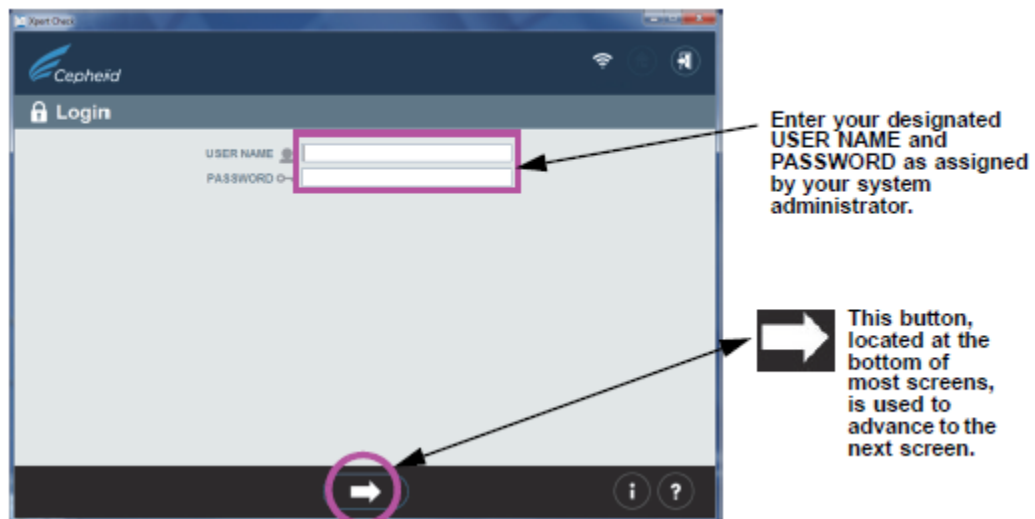 Xpert Check
Cepheid
Login
USER NAME
PASSWORD
Enter your designated
USER NAME and
PASSWORD as assigned
by your system
administrator.
This button,
located at the
bottom of
most screens,
is used to
advance to the
next screen.
i ?